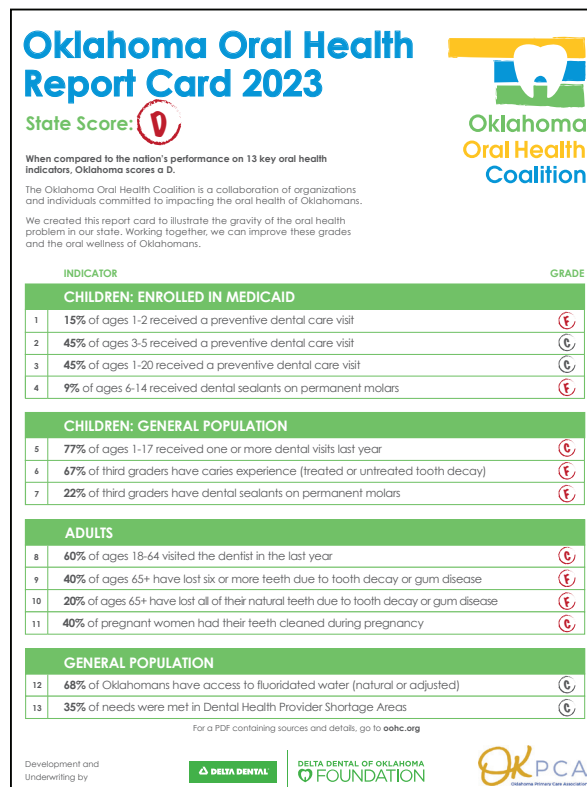 Oklahoma Oral Health
Report Card 2023
State Score: D
Oklahoma
Oral Health
Coalition
When compared to the nation's performance on 13 key oral health
indicators, Oklahoma scores a D.
The Oklahoma Oral Health Coalition is a collaboration of organizations
and individuals committed to impacting the oral health of Oklahomans.
We created this report card to illustrate the gravity of the oral health
problem in our state. Working together, we can improve these grades
and the oral wellness of Oklahomans.
INDICATOR GRADE
CHILDREN: ENROLLED IN MEDICAID
1 15% of ages 1-2 received a preventive dental care visit F
2 45% of ages 3-5 received a preventive dental care visit C
3 45% of ages 1-20 received a preventive dental care visit C
4 9% of ages 6-14 received dental sealants on permanent molars F
CHILDREN: GENERAL POPULATION
5 77% of ages 1-17 received one or more dental visits last year C
6 67% of third graders have caries experience (treated or untreated tooth decay) F
7 22% of third graders have dental sealants on permanent molars F
ADULTS
8 60% of ages 18-64 visited the dentist in the last year C
9 40% of ages 65+ have lost six or more teeth due to tooth decay or gum disease F
10 20% of ages 65+ have lost all of their natural teeth due to tooth decay or gum disease F
11 40% of pregnant women had their teeth cleaned during pregnancy C
GENERAL POPULATION
12 68% of Oklahomans have access to fluoridated water (natural or adjusted) C
13 35% of needs were met in Dental Health Provider Shortage Areas C
For a PDF containing sources and details, go to oohc.org
Development and
Underwriting by
DELTA DENTAL
DELTA DENTAL OF OKLAHOMA
FOUNDATION
OKPCA
Oklahoma Primary Care Association